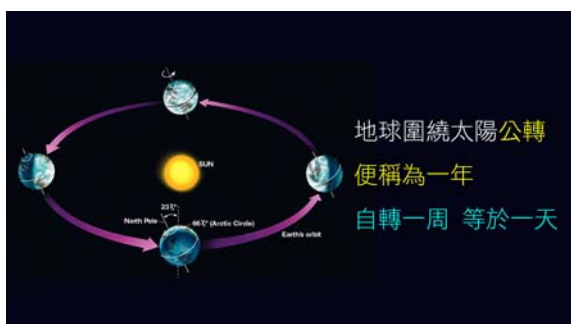 SUN
23½°
North Pole
66½° (Arctic Circle)
Earth's orbit
地球圍繞太陽公轉
便稱為一年
自轉一周 等於一天